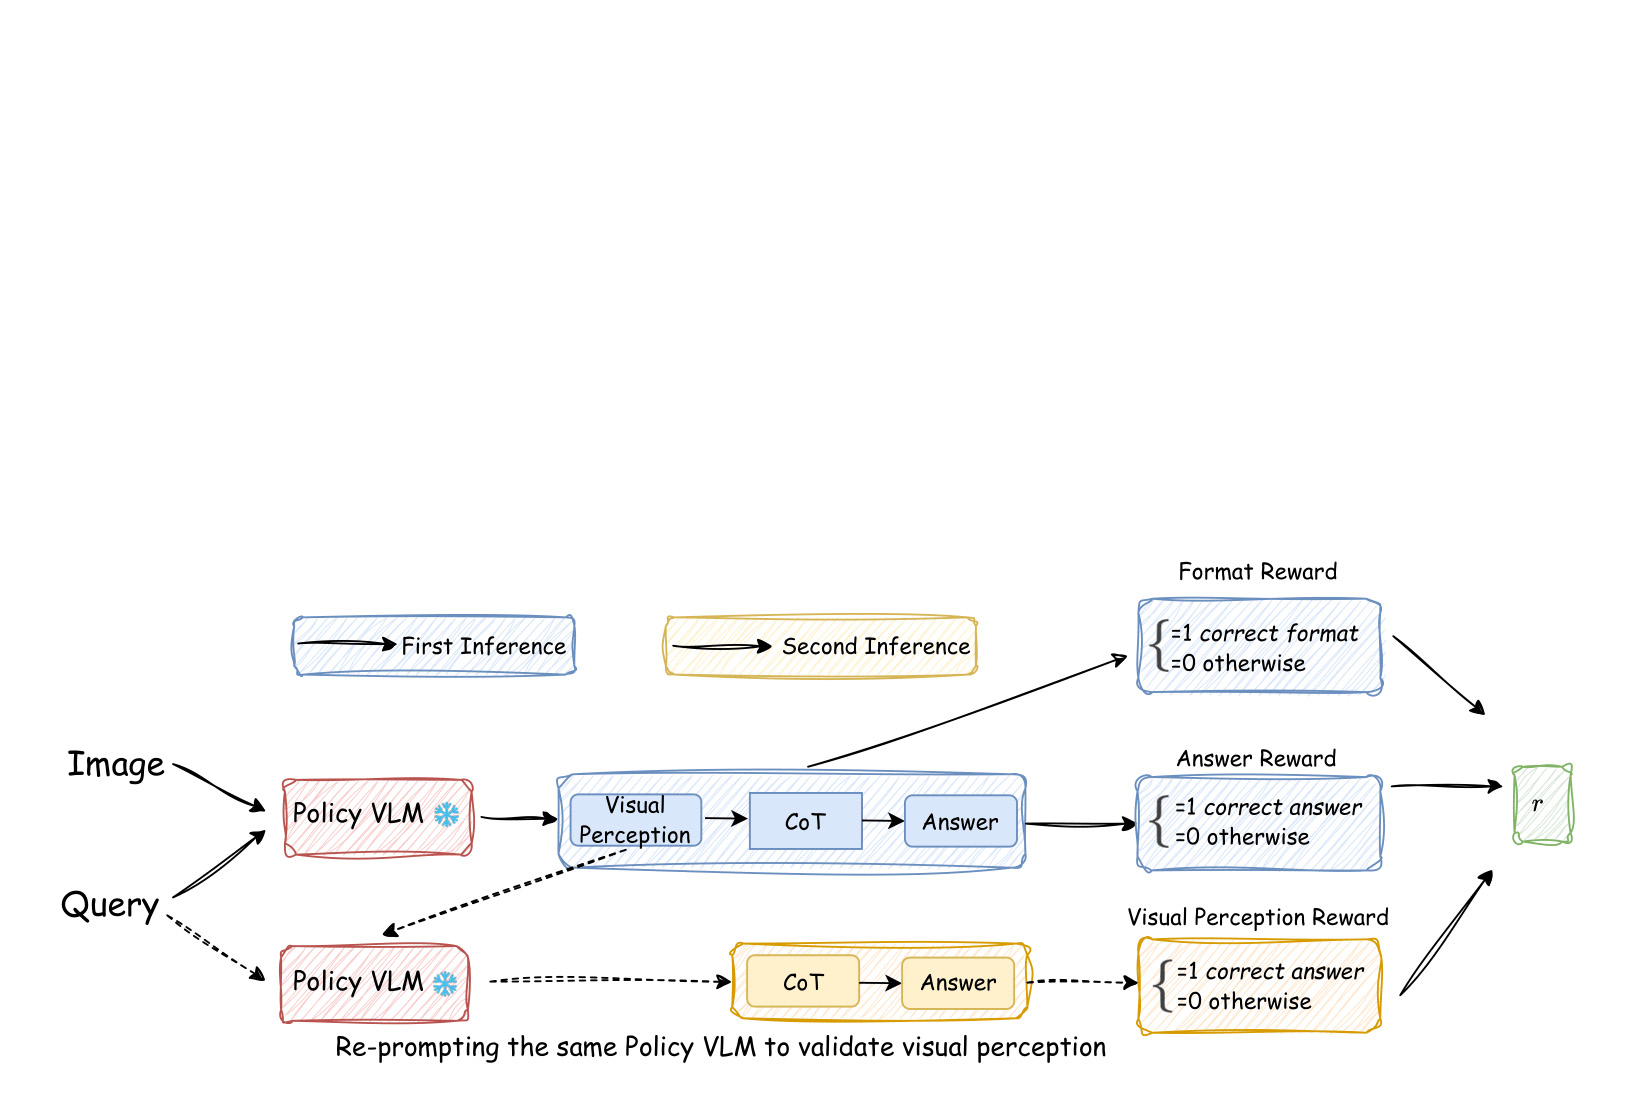 Format Reward
=1 correct format
=0 otherwise
First Inference
Second Inference
Image
Query
Policy VLM
Visual
Perception
CoT
Answer
Answer Reward
=1 correct answer
=0 otherwise
r
Policy VLM
CoT
Answer
Visual Perception Reward
=1 correct answer
=0 otherwise
Re-prompting the same Policy VLM to validate visual perception